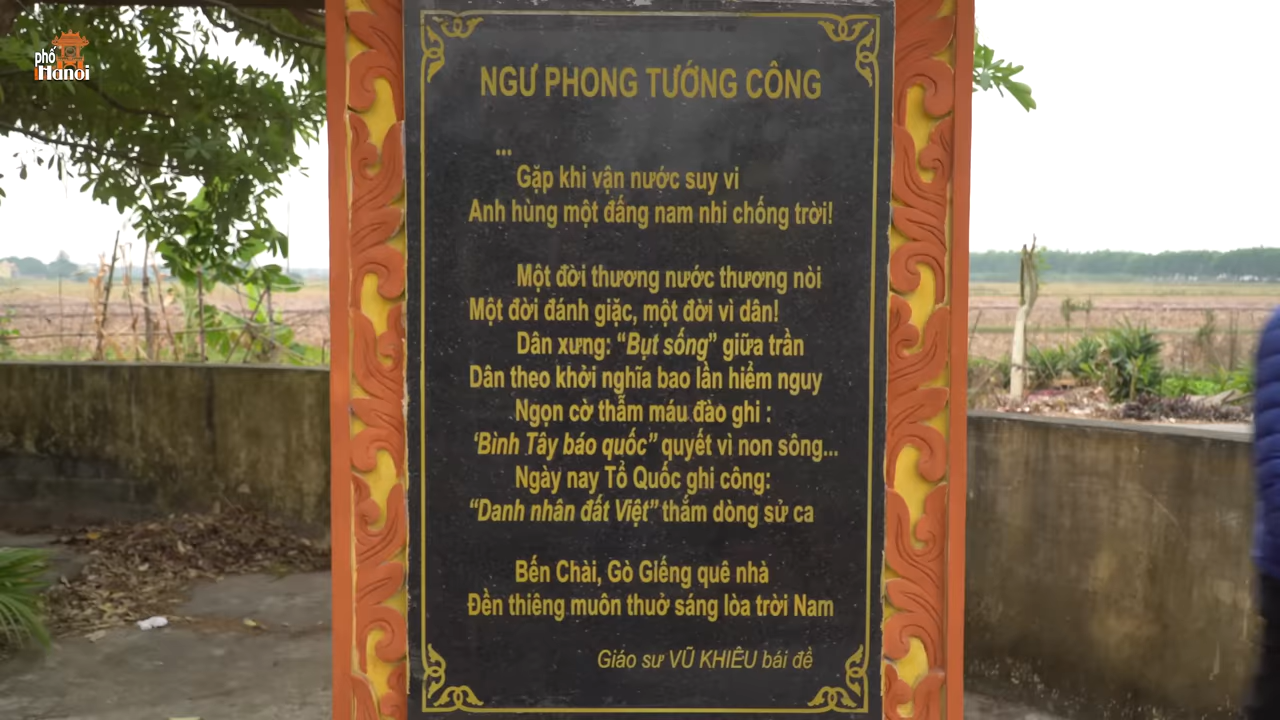 phố
Hanoi
NGƯ PHONG TƯỚNG CÔNG
...
Gặp khi vận nước suy vi
Anh hùng một đấng nam nhi chống trời!
Một đời thương nước thương nòi
Một đời đánh giặc, một đời vì dân!
Dân xưng: “Bụt sống” giữa trần
Dân theo khởi nghĩa bao lần hiểm nguy
Ngọn cờ thẫm máu đào ghi :
‘Bình Tây báo quốc” quyết vì non sông...
Ngày nay Tổ Quốc ghi công:
“Danh nhân đất Việt” thắm dòng sử ca
Bến Chài, Gò Giếng quê nhà
Đền thiêng muôn thuở sáng lòa trời Nam
Giáo sư VŨ KHIÊU bái đề